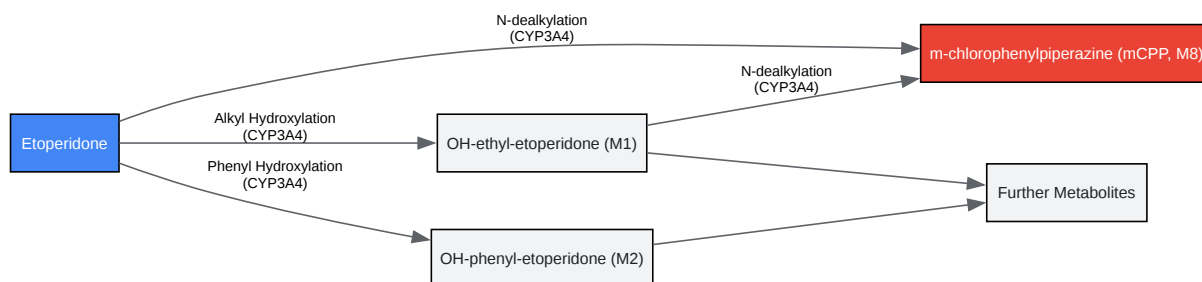 N-dealkylation
(CYP3A4)
m-chlorophenylpiperazine (mCPP, M8)
N-dealkylation
(CYP3A4)
Etoperidone
Alkyl Hydroxylation
(CYP3A4)
OH-ethyl-etoperidone (M1)
Phenyl Hydroxylation
(CYP3A4)
Further Metabolites
OH-phenyl-etoperidone (M2)